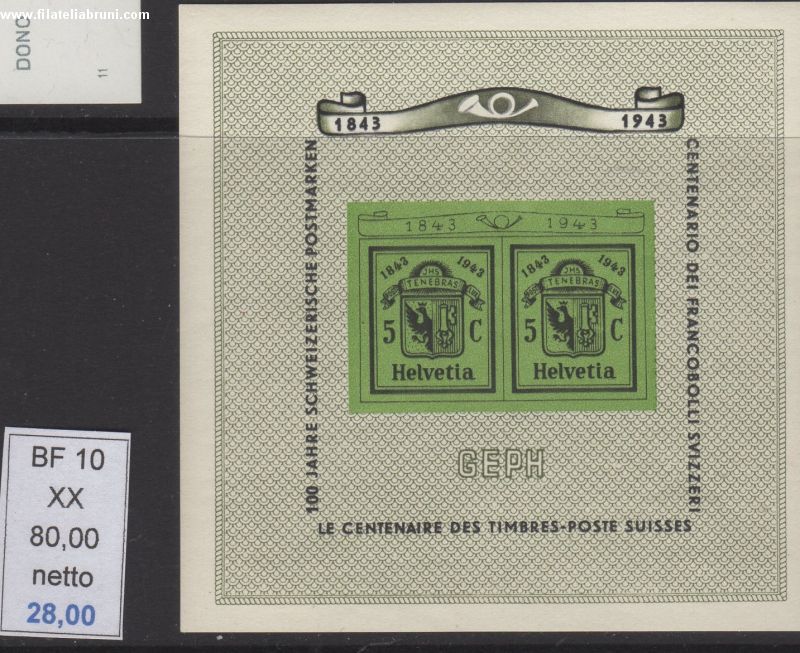 www.filateliabruni.com
DONO
11
1843 1943
100 JAHRE SCHWEIZERISCHE POSTMARKEN
CENTENARIO DEI FRANCOBOLLI SVIZZERI
1843 1943
1843 1943
JHS
TENEBRAS
5 C
Helvetia
1843 1943
JHS
TENEBRAS
5 C
Helvetia
GEPH
LE CENTENAIRE DES TIMBRES-POSTE SUISSES
BF 10
XX
80,00
netto
28,00